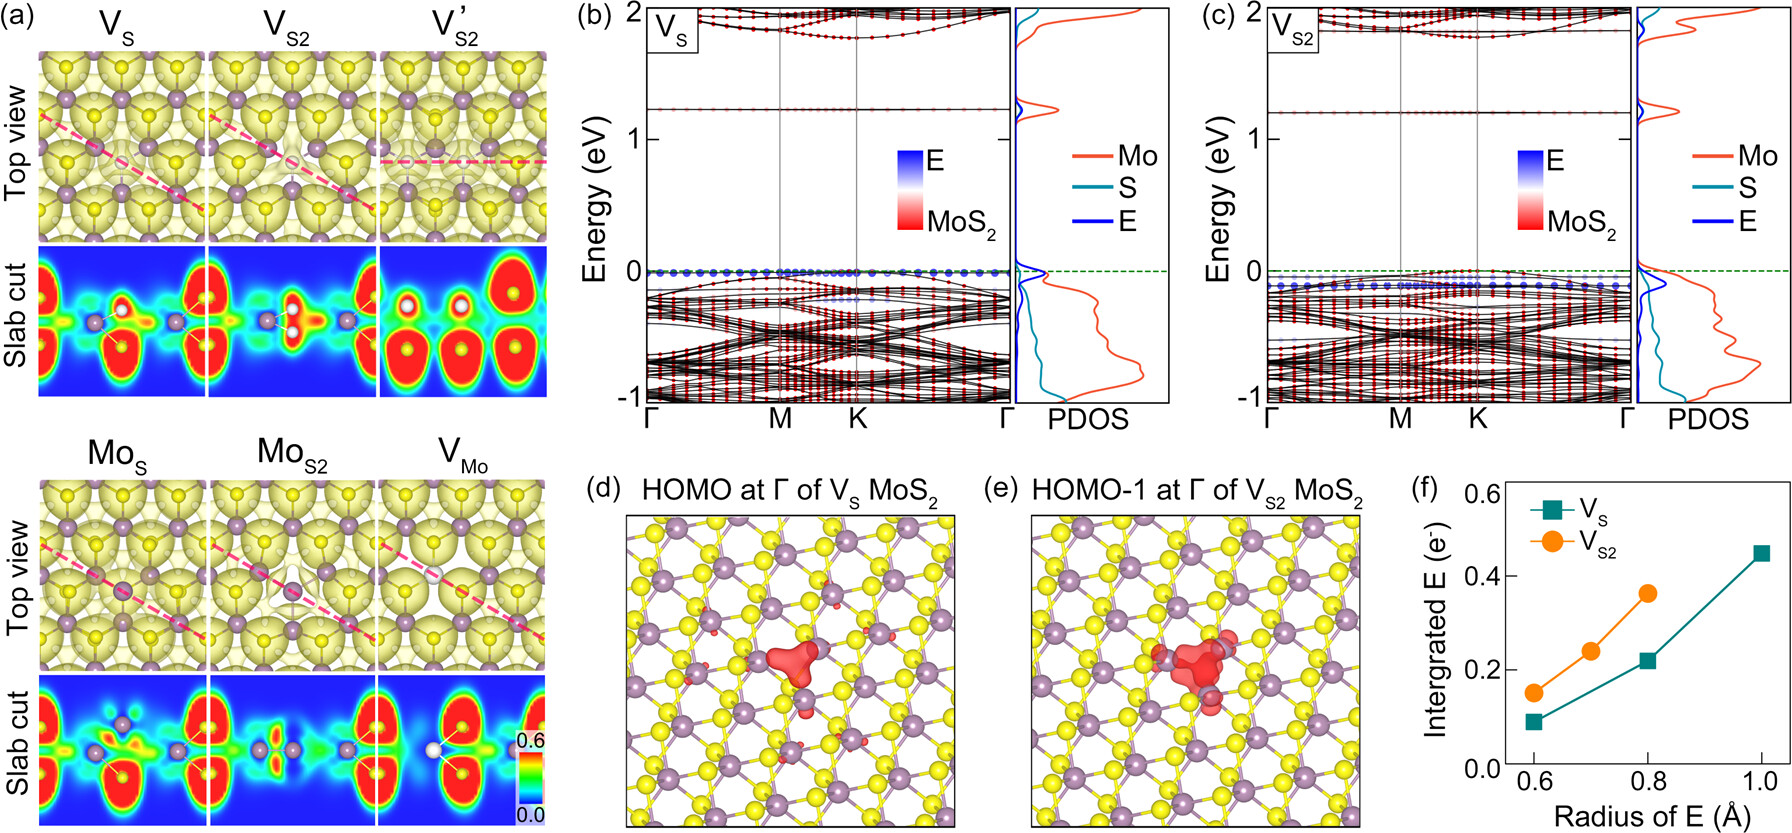 (a)
V_S V_S2 V'_S2
Top view
Slab cut
Mo_S Mo_S2 V_Mo
Top view
Slab cut
0.6
0.0
(b)
V_S
Energy (eV)
2
1
0
-1
E
MoS_2
Γ M K Γ
Mo
S
E
PDOS
(c)
V_S2
Energy (eV)
2
1
0
-1
E
MoS_2
Γ M K Γ
Mo
S
E
PDOS
(d) HOMO at Γ of V_S MoS_2
(e) HOMO-1 at Γ of V_S2 MoS_2
(f)
V_S
V_S2
Intergrated E (e⁻)
0.6
0.4
0.2
0.0
0.6 0.8 1.0
Radius of E (Å)